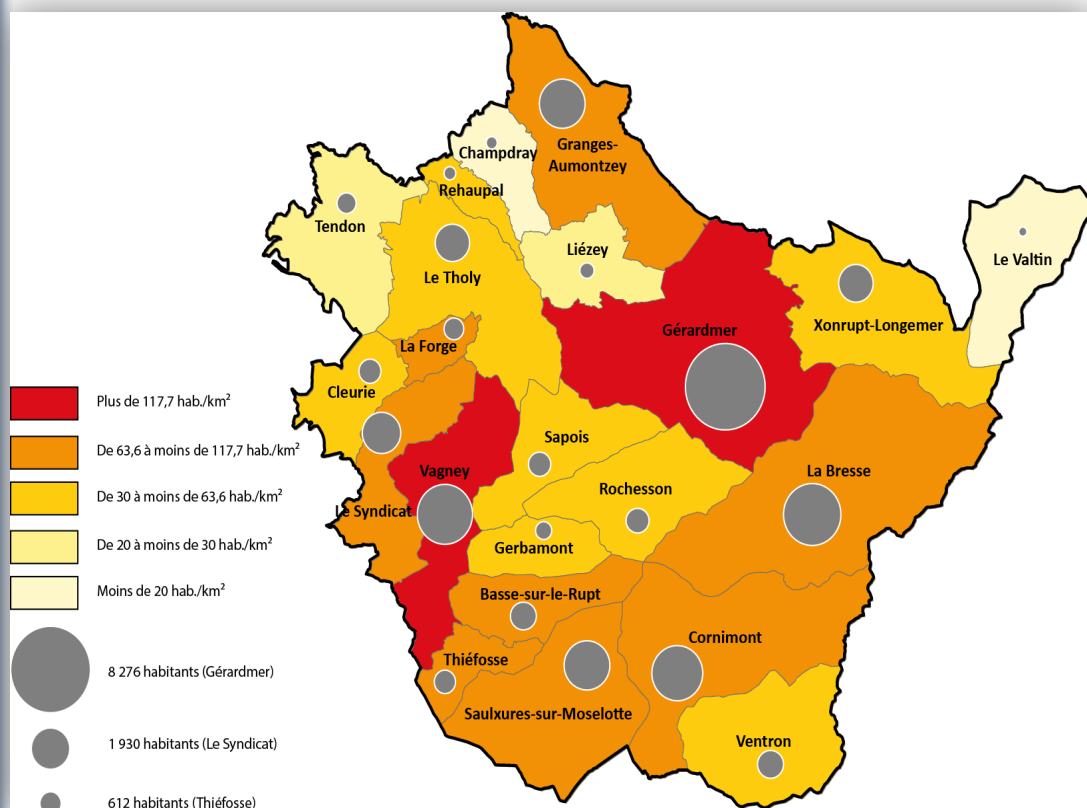 Champdray
Granges-
Aumontzey
Rehaupal
Tendon
Liézey
Le Valtin
Le Tholy
Xonrupt-Longemer
Gérardmer
La Forge
Cleurie
Sapois
Vagney
La Bresse
Rochesson
Le Syndicat
Gerbamont
Basse-sur-le-Rupt
Cornimont
Thiéfosse
Saulxures-sur-Moselotte
Ventron
Plus de 117,7 hab./km²
De 63,6 à moins de 117,7 hab./km²
De 30 à moins de 63,6 hab./km²
De 20 à moins de 30 hab./km²
Moins de 20 hab./km²
8 276 habitants (Gérardmer)
1 930 habitants (Le Syndicat)
612 habitants (Thiéfosse)